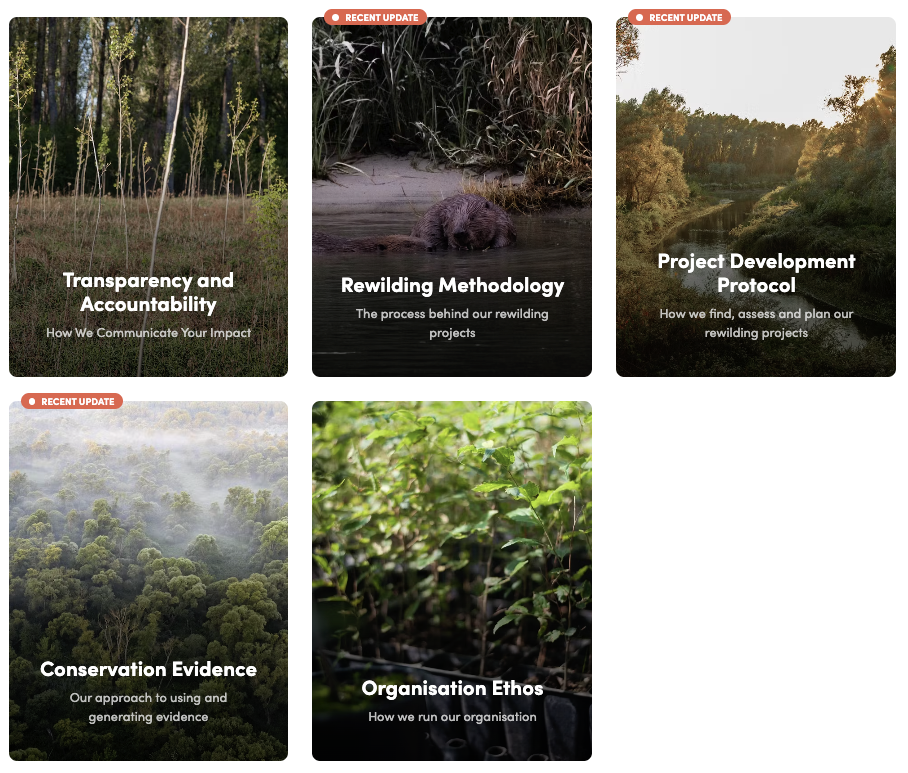 RECENT UPDATE
RECENT UPDATE
Transparency and
Accountability
How We Communicate Your Impact
Rewilding Methodology
The process behind our rewilding
projects
Project Development
Protocol
How we find, assess and plan our
rewilding projects
RECENT UPDATE
Conservation Evidence
Our approach to using and
generating evidence
Organisation Ethos
How we run our organisation